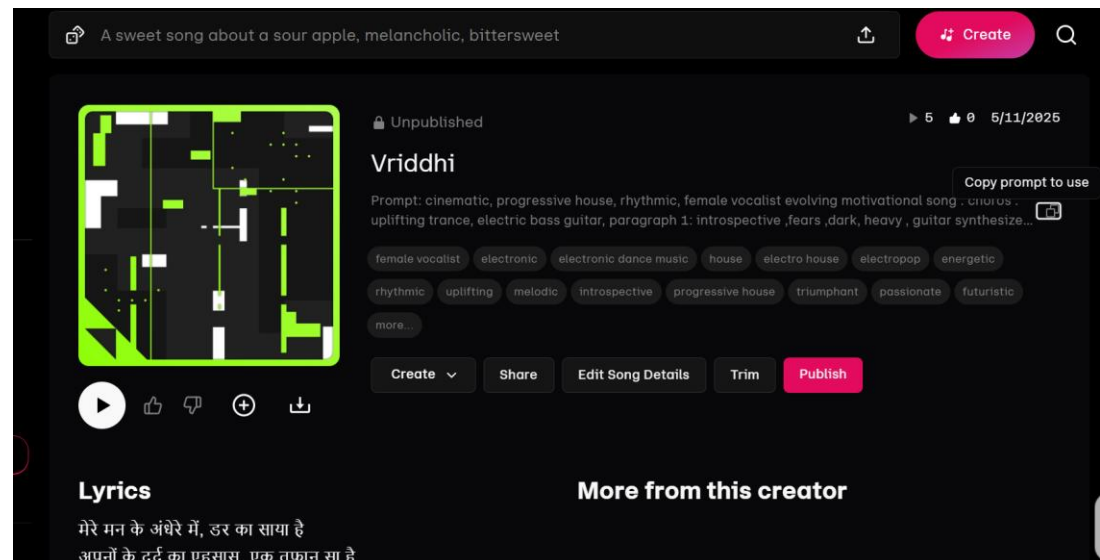 A sweet song about a sour apple, melancholic, bittersweet
Create
Unpublished
5 0 5/11/2025
Vriddhi
Copy prompt to use
Prompt: cinematic, progressive house, rhythmic, female vocalist evolving motivational song : choros :
uplifting trance, electric bass guitar, paragraph 1: introspective ,fears ,dark, heavy , guitar synthesize...
female vocalist electronic electronic dance music house electro house electropop energetic
rhythmic uplifting melodic introspective progressive house triumphant passionate futuristic
more...
Create Share Edit Song Details Trim Publish
Lyrics
More from this creator
मेरे मन के अंधेरे में, डर का साया है
अपनों के दर्द का एहसास, एक तूफान सा है